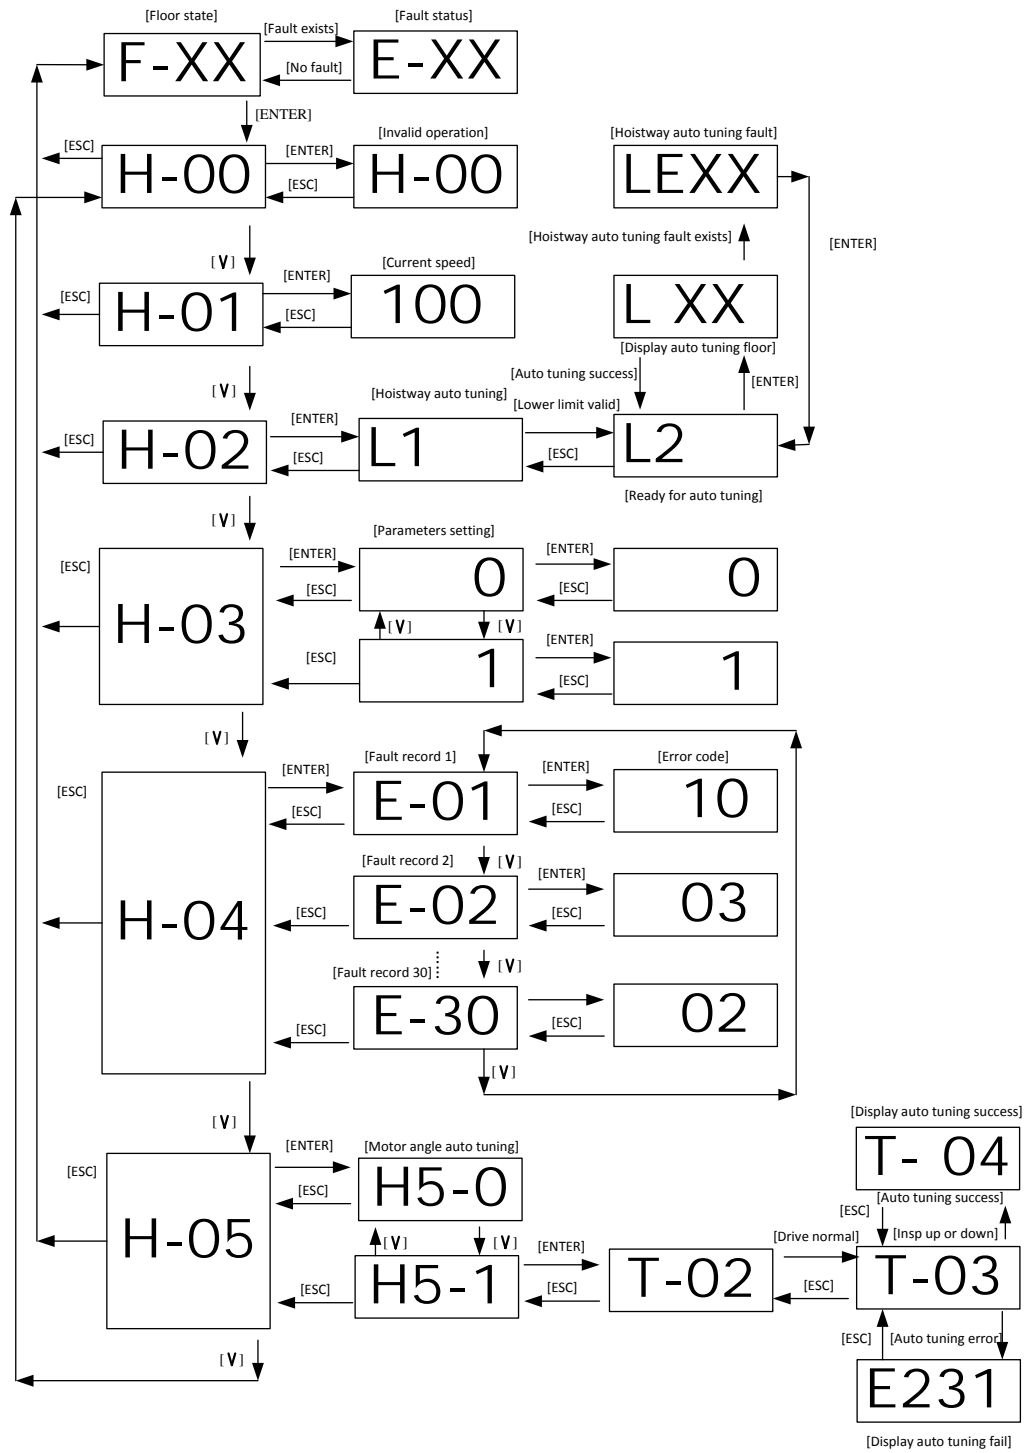 [Floor state]
[Fault status]
F-XX
[Fault exists]
[No fault]
E-XX
[ENTER]
[ESC]
H-00
[ENTER]
[ESC]
[Invalid operation]
H-00
[Hoistway auto tuning fault]
LEXX
[ENTER]
[Hoistway auto tuning fault exists]
[V]
[Current speed]
[ESC]
H-01
[ENTER]
[ESC]
100
L XX
[Display auto tuning floor]
[V]
[Auto tuning success]
[ENTER]
[Hoistway auto tuning]
[Lower limit valid]
[ESC]
H-02
[ENTER]
[ESC]
L1
[ESC]
L2
[Ready for auto tuning]
[V]
[Parameters setting]
[ESC]
H-03
[ENTER]
[ESC]
0
[ENTER]
[ESC]
0
[V]
[V]
[ESC]
1
[ENTER]
[ESC]
1
[V]
[Fault record 1]
[Error code]
[ESC]
H-04
[ENTER]
[ESC]
E-01
[ENTER]
[ESC]
10
[V]
[Fault record 2]
[ESC]
E-02
[ENTER]
[ESC]
03
[V]
[Fault record 30]
[ESC]
E-30
[ESC]
02
[V]
[V]
[Motor angle auto tuning]
[ESC]
H-05
[ENTER]
[ESC]
H5-0
[V]
[V]
[ESC]
H5-1
[ENTER]
[ESC]
T-02
[Drive normal]
[ESC]
[Display auto tuning success]
T- 04
[Auto tuning success]
[ESC]
[Insp up or down]
T-03
[ESC]
[Auto tuning error]
E231
[Display auto tuning fail]
[V]